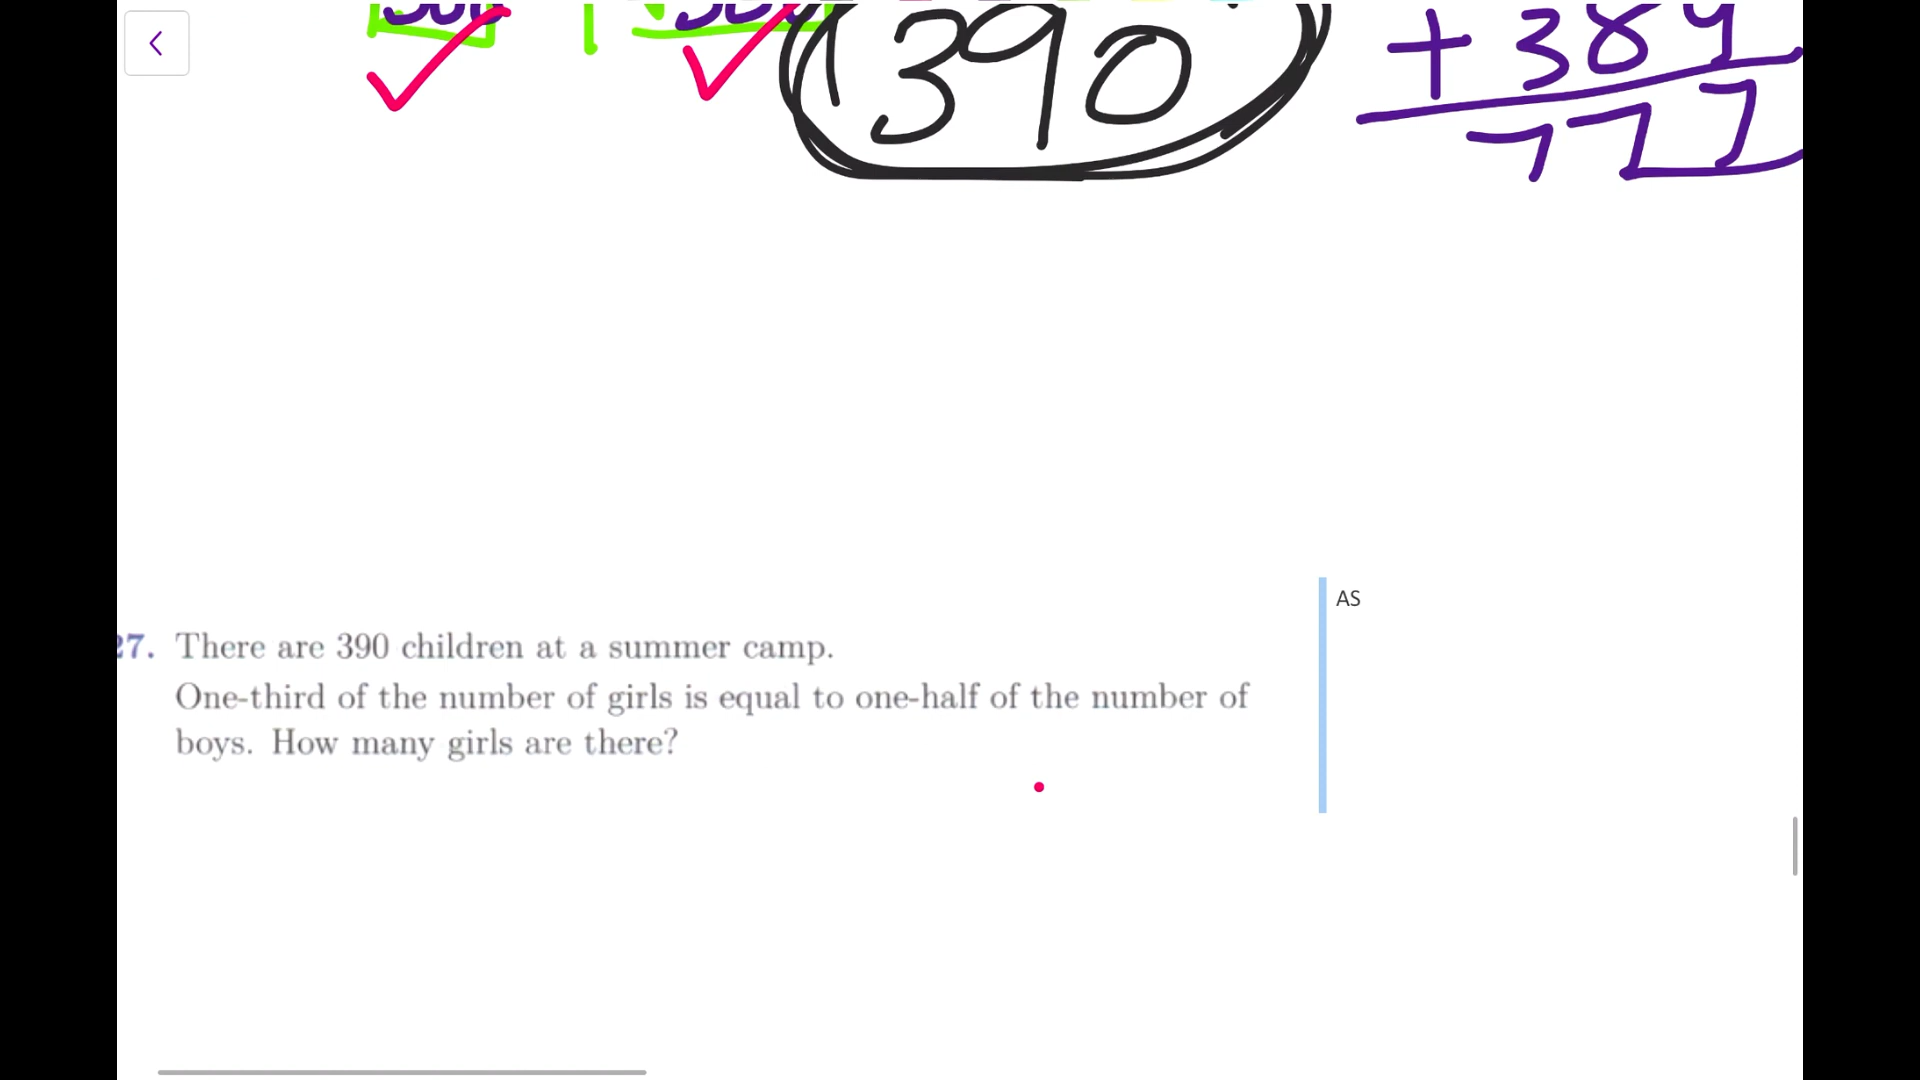 390
+ 389
777
27. There are 390 children at a summer camp.
One-third of the number of girls is equal to one-half of the number of
boys. How many girls are there?
AS